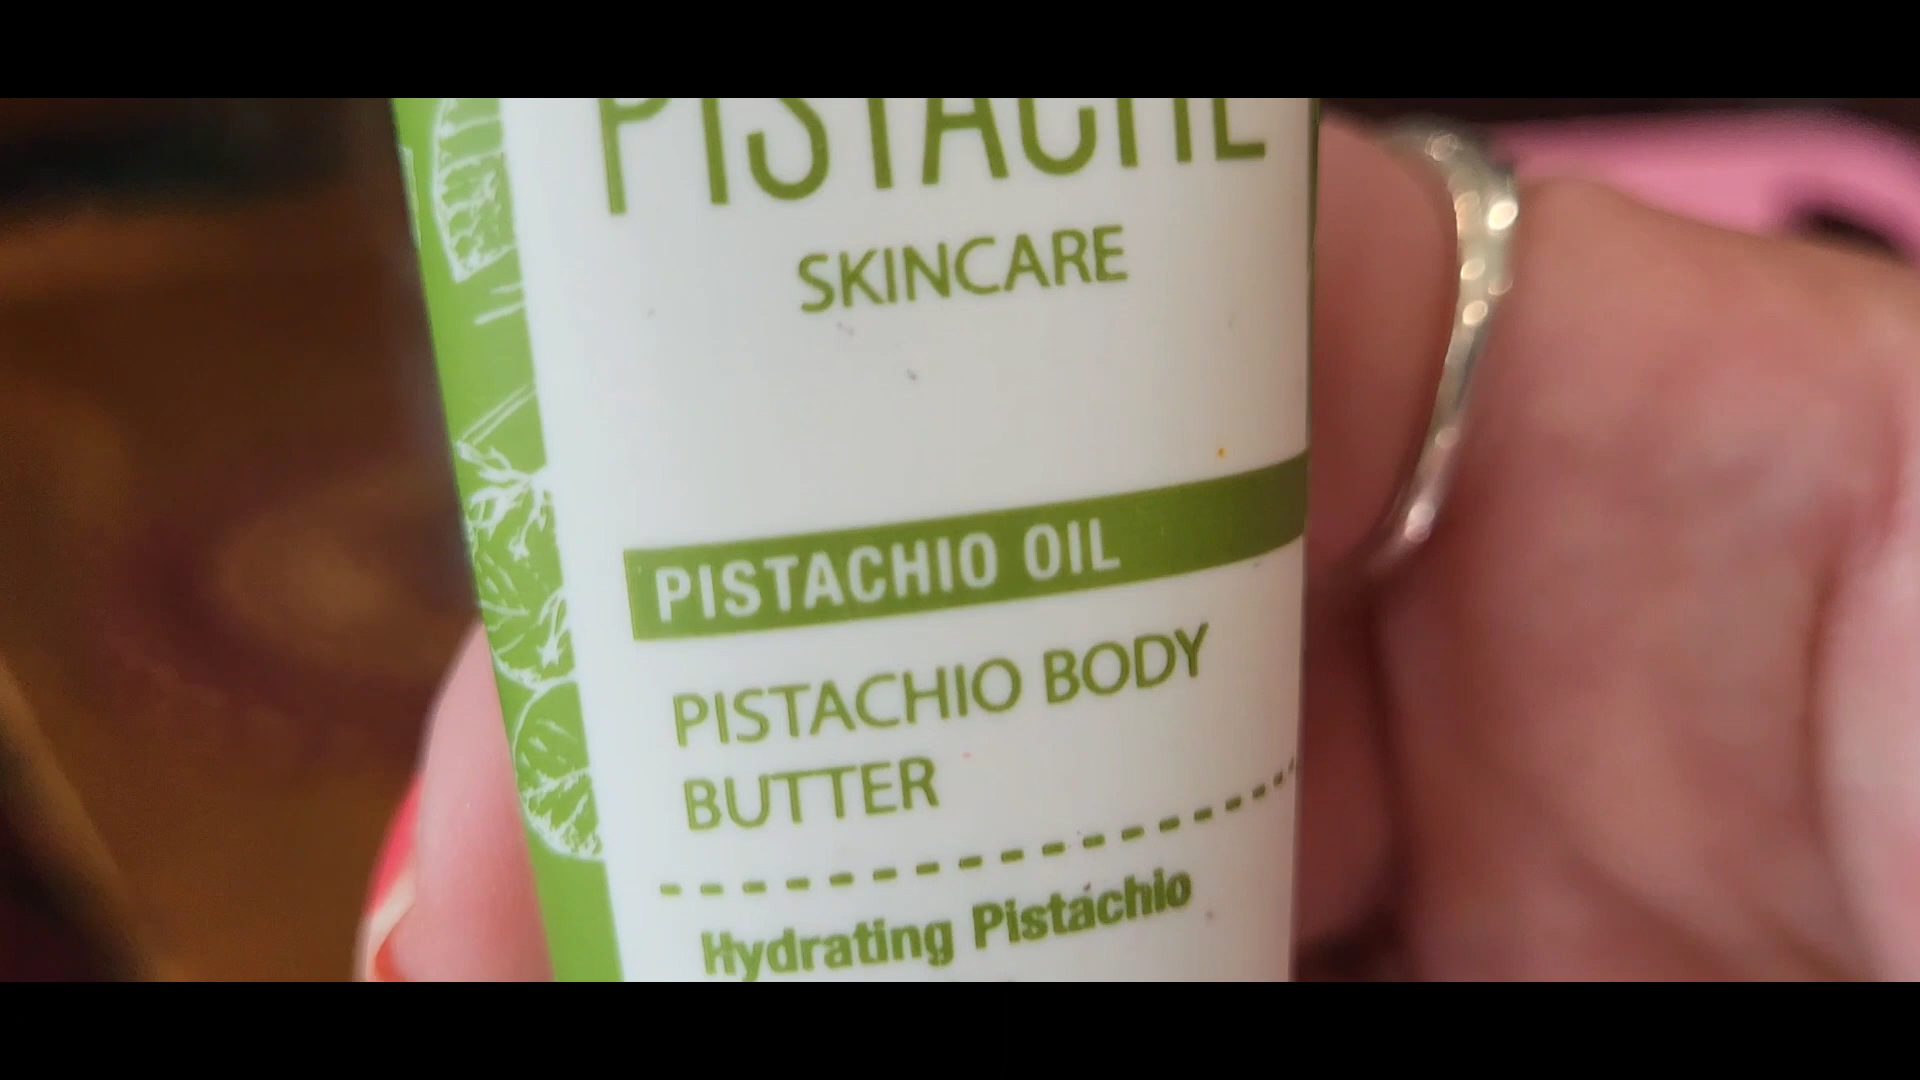 PISTACHE
SKINCARE
PISTACHIO OIL
PISTACHIO BODY
BUTTER
Hydrating Pistachio